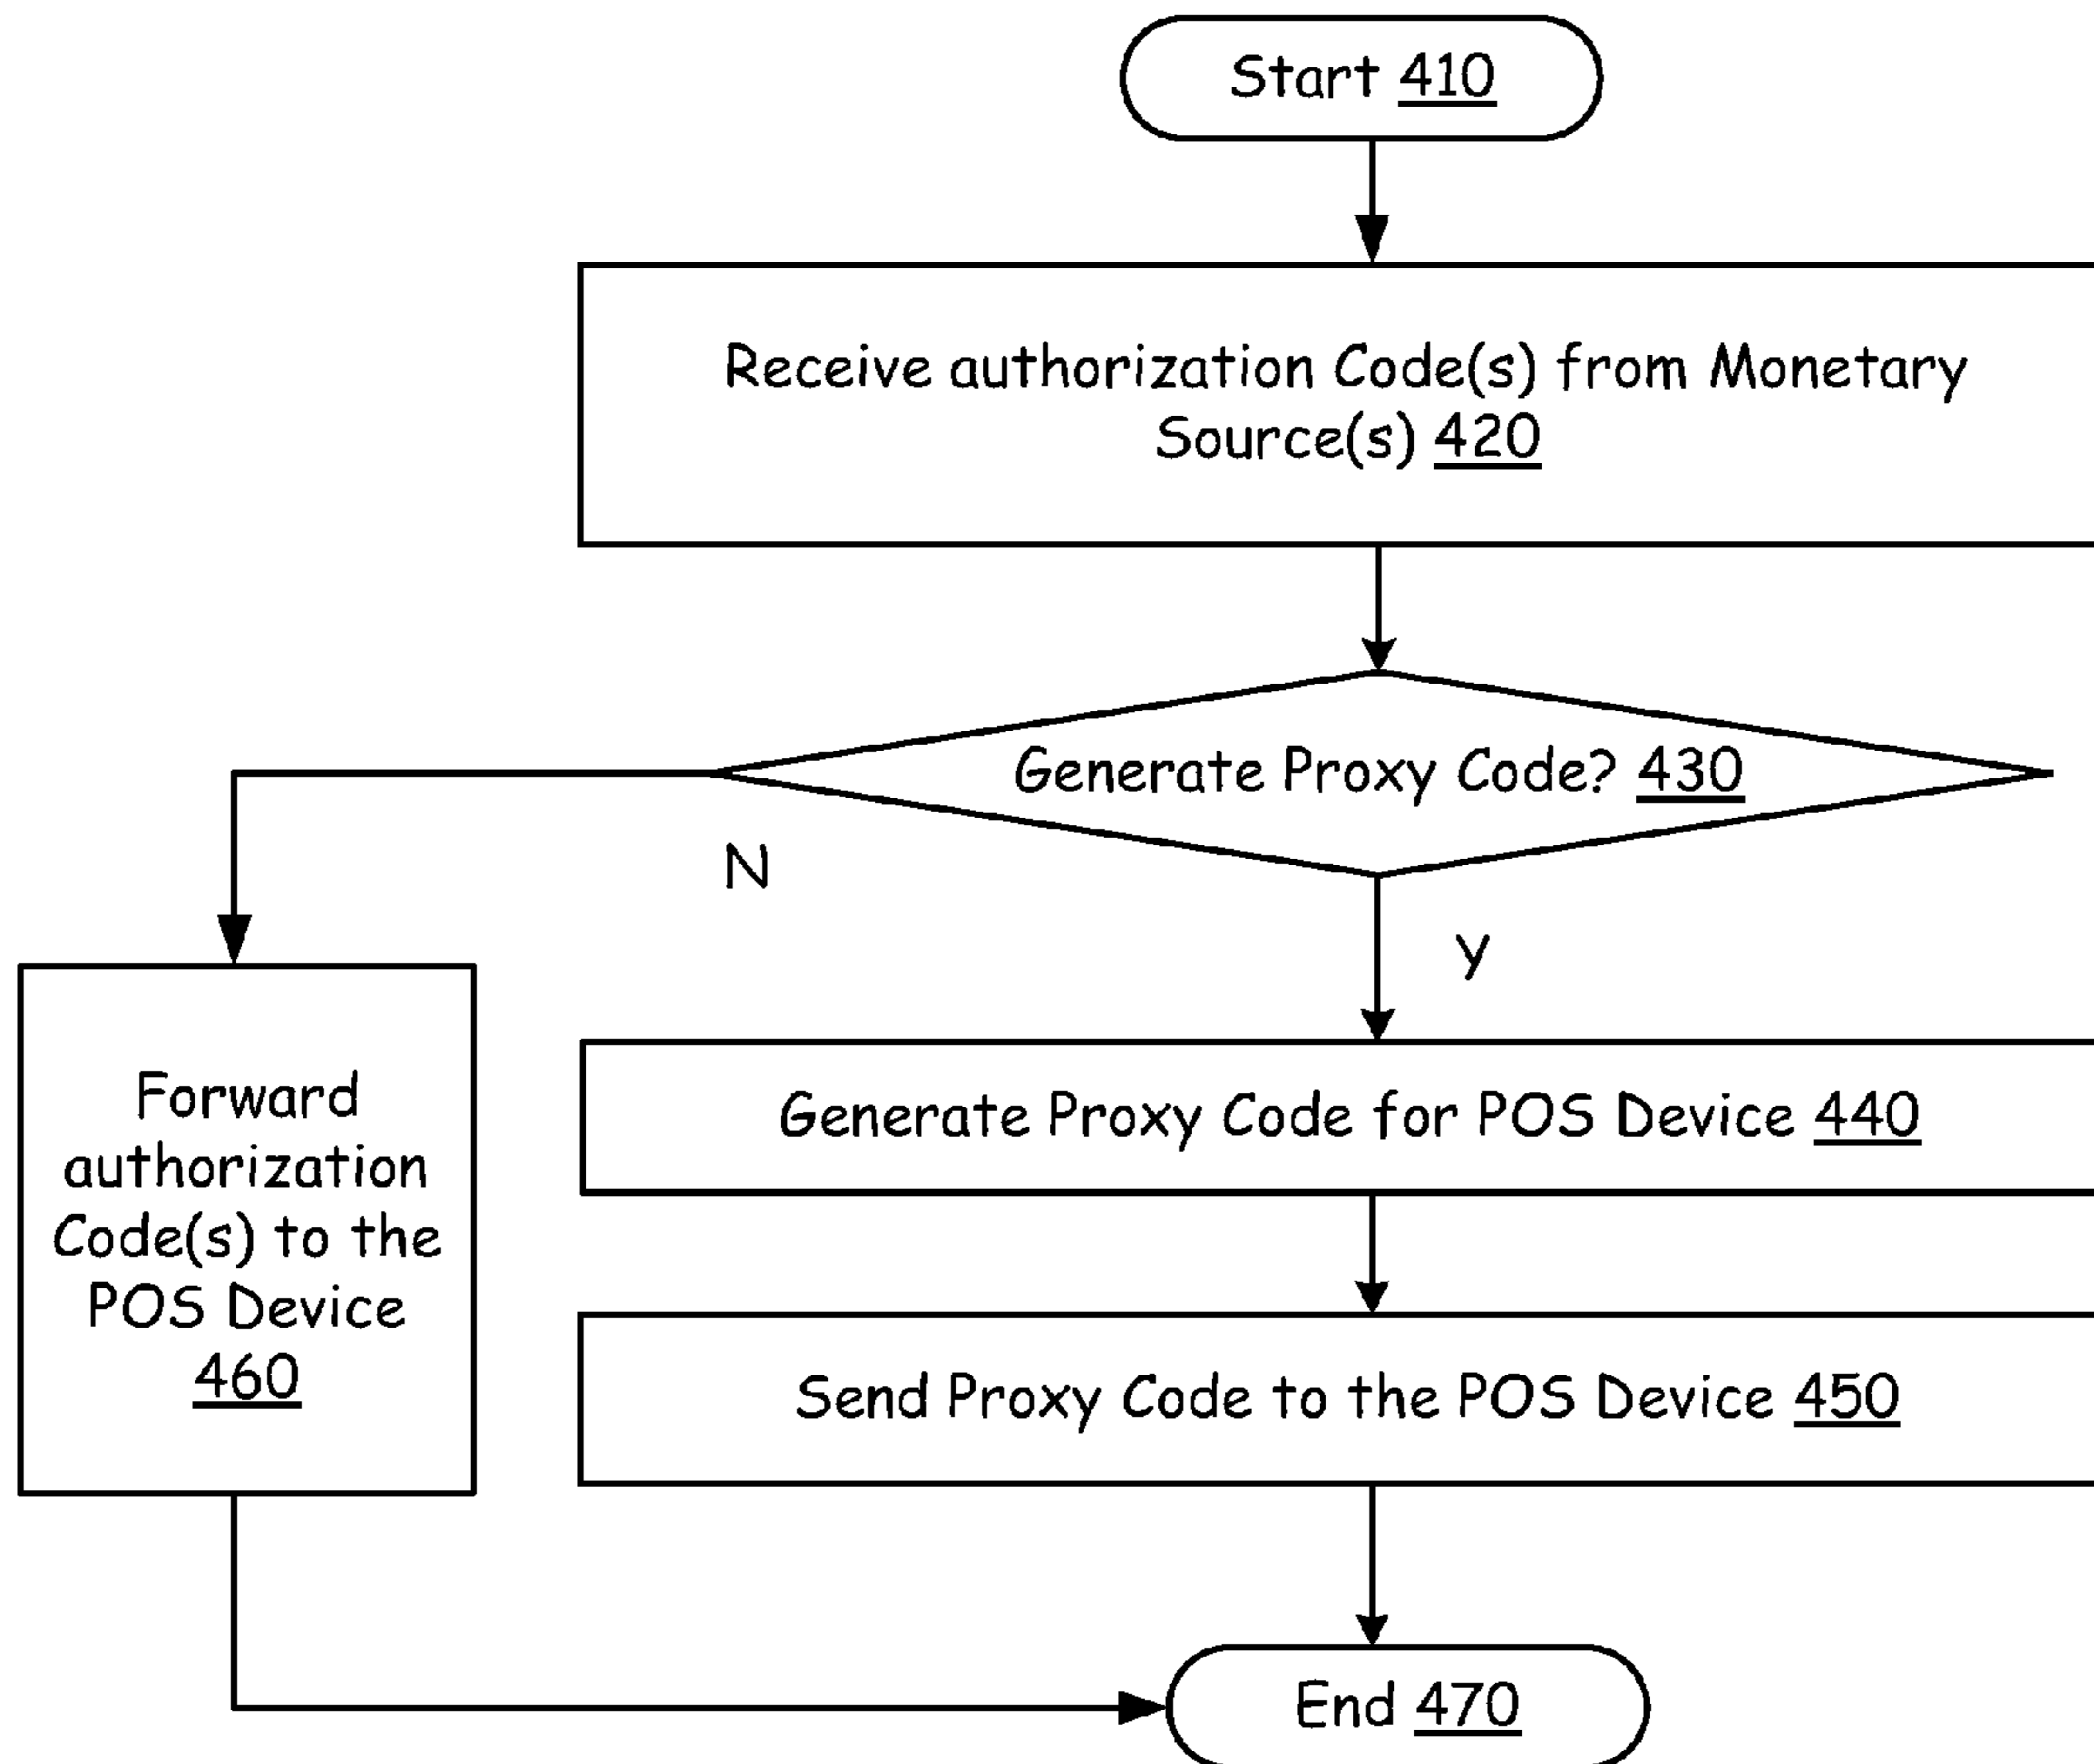 Start 410
Receive authorization Code(s) from Monetary
Source(s) 420
Generate Proxy Code? 430
N
Y
Forward
authorization
Code(s) to the
POS Device
460
Generate Proxy Code for POS Device 440
Send Proxy Code to the POS Device 450
End 470